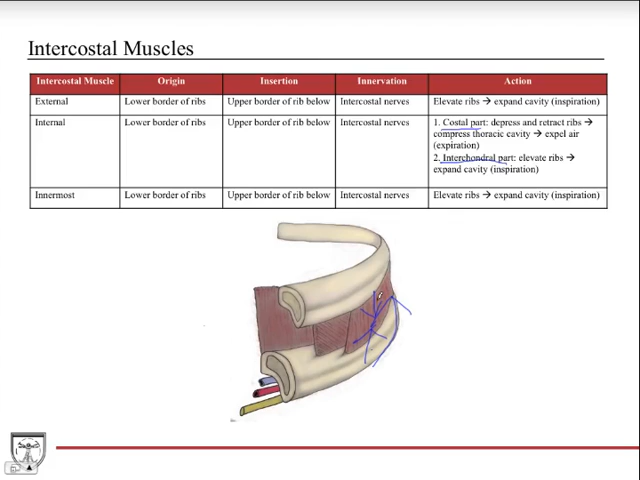 Intercostal Muscles
Intercostal Muscle Origin Insertion Innervation Action
External Lower border of ribs Upper border of rib below Intercostal nerves Elevate ribs → expand cavity (inspiration)
Internal Lower border of ribs Upper border of rib below Intercostal nerves 1. Costal part: depress and retract ribs →
compress thoracic cavity → expel air
(expiration)
2. Interchondral part: elevate ribs →
expand cavity (inspiration)
Innermost Lower border of ribs Upper border of rib below Intercostal nerves Elevate ribs → expand cavity (inspiration)